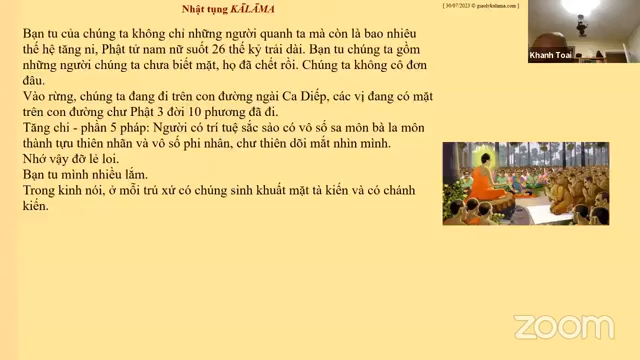 Nhật tụng KĀLĀMA
[ 30/07/2023 © giaolykalama.com ]
Bạn tu của chúng ta không chỉ những người quanh ta mà còn là bao nhiêu
thế hệ tăng ni, Phật tử nam nữ suốt 26 thế kỷ trải dài. Bạn tu chúng ta gồm
những người chúng ta chưa biết mặt, họ đã chết rồi. Chúng ta không cô đơn
đâu.
Vào rừng, chúng ta đang đi trên con đường ngài Ca Diếp, các vị đang có mặt
trên con đường chư Phật 3 đời 10 phương đã đi.
Tăng chi - phần 5 pháp: Người có trí tuệ sắc sảo có vô số sa môn bà la môn
thành tựu thiên nhãn và vô số phi nhân, chư thiên dõi mắt nhìn mình.
Nhớ vậy đỡ lẻ loi.
Bạn tu mình nhiều lắm.
Trong kinh nói, ở mỗi trú xứ có chúng sinh khuất mặt tà kiến và có chánh
kiến.
Khanh Toai
zoom